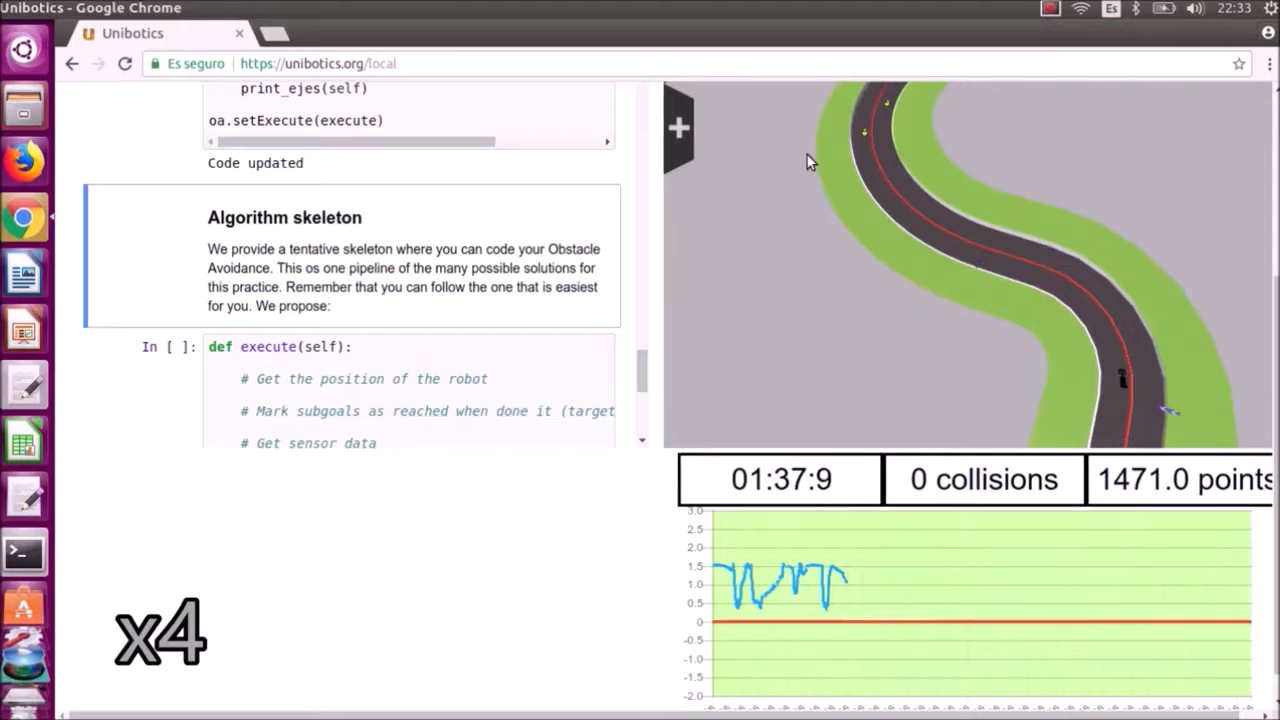 Unibotics - Google Chrome
Es
22:33
Unibotics
Es seguro
https://unibotics.org/local
print_ejes(self)
oa.setExecute(execute)
Code updated
Algorithm skeleton
We provide a tentative skeleton where you can code your Obstacle
Avoidance. This os one pipeline of the many possible solutions for
this practice. Remember that you can follow the one that is easiest
for you. We propose:
In [ ]:
def execute(self):
# Get the position of the robot
# Mark subgoals as reached when done it (target
# Get sensor data
01:37:9
0 collisions
1471.0 points
3.0
2.5
2.0
1.5
1.0
0.5
0
-0.5
-1.0
-1.5
-2.0
x4